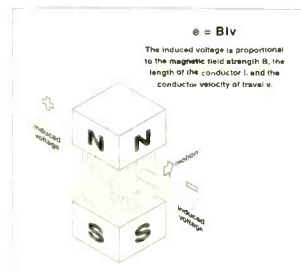 e = Blv
The induced voltage is proportional
to the magnetic field strength B, the
length of the conductor l, and the
conductor velocity of travel v.
+
induced
voltage
N N
motion
−
induced
voltage
S S